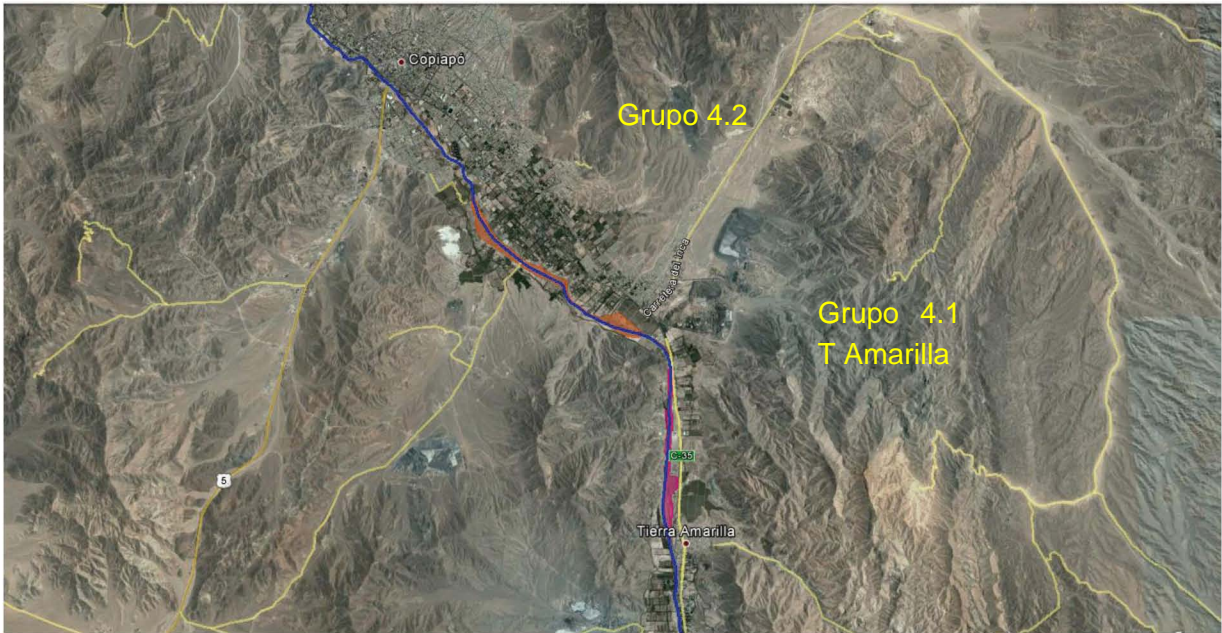 Copiapó
Grupo 4.2
Carretera del Inca
Grupo 4.1
T Amarilla
C-35
5
Tierra Amarilla